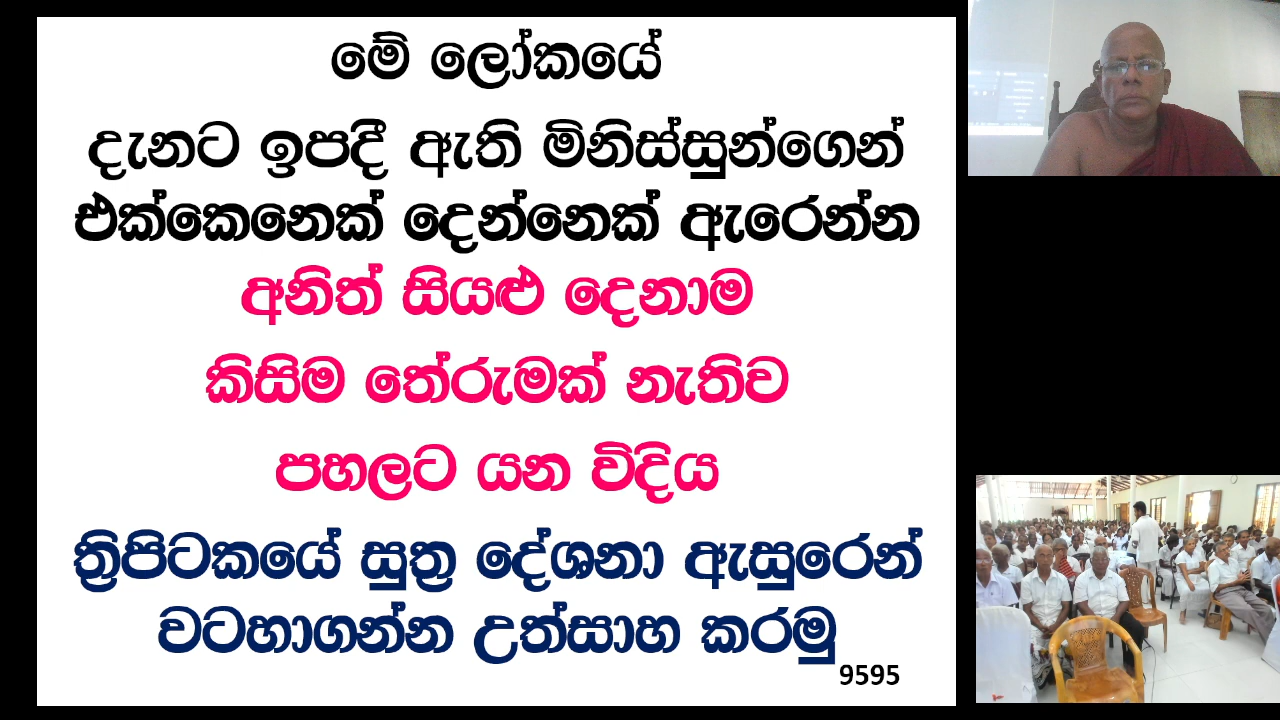 මේ ලෝකයේ
දැනට ඉපදී ඇති මිනිස්සුන්ගෙන්
එක්කෙනෙක් දෙන්නෙක් ඇරෙන්න
අනිත් සියළු දෙනාම
කිසිම තේරුමක් නැතිව
පහලට යන විදිය
ත්‍රිපිටකයේ සුත්‍ර දේශනා ඇසුරෙන්
වටහාගන්න උත්සාහ කරමු
9595